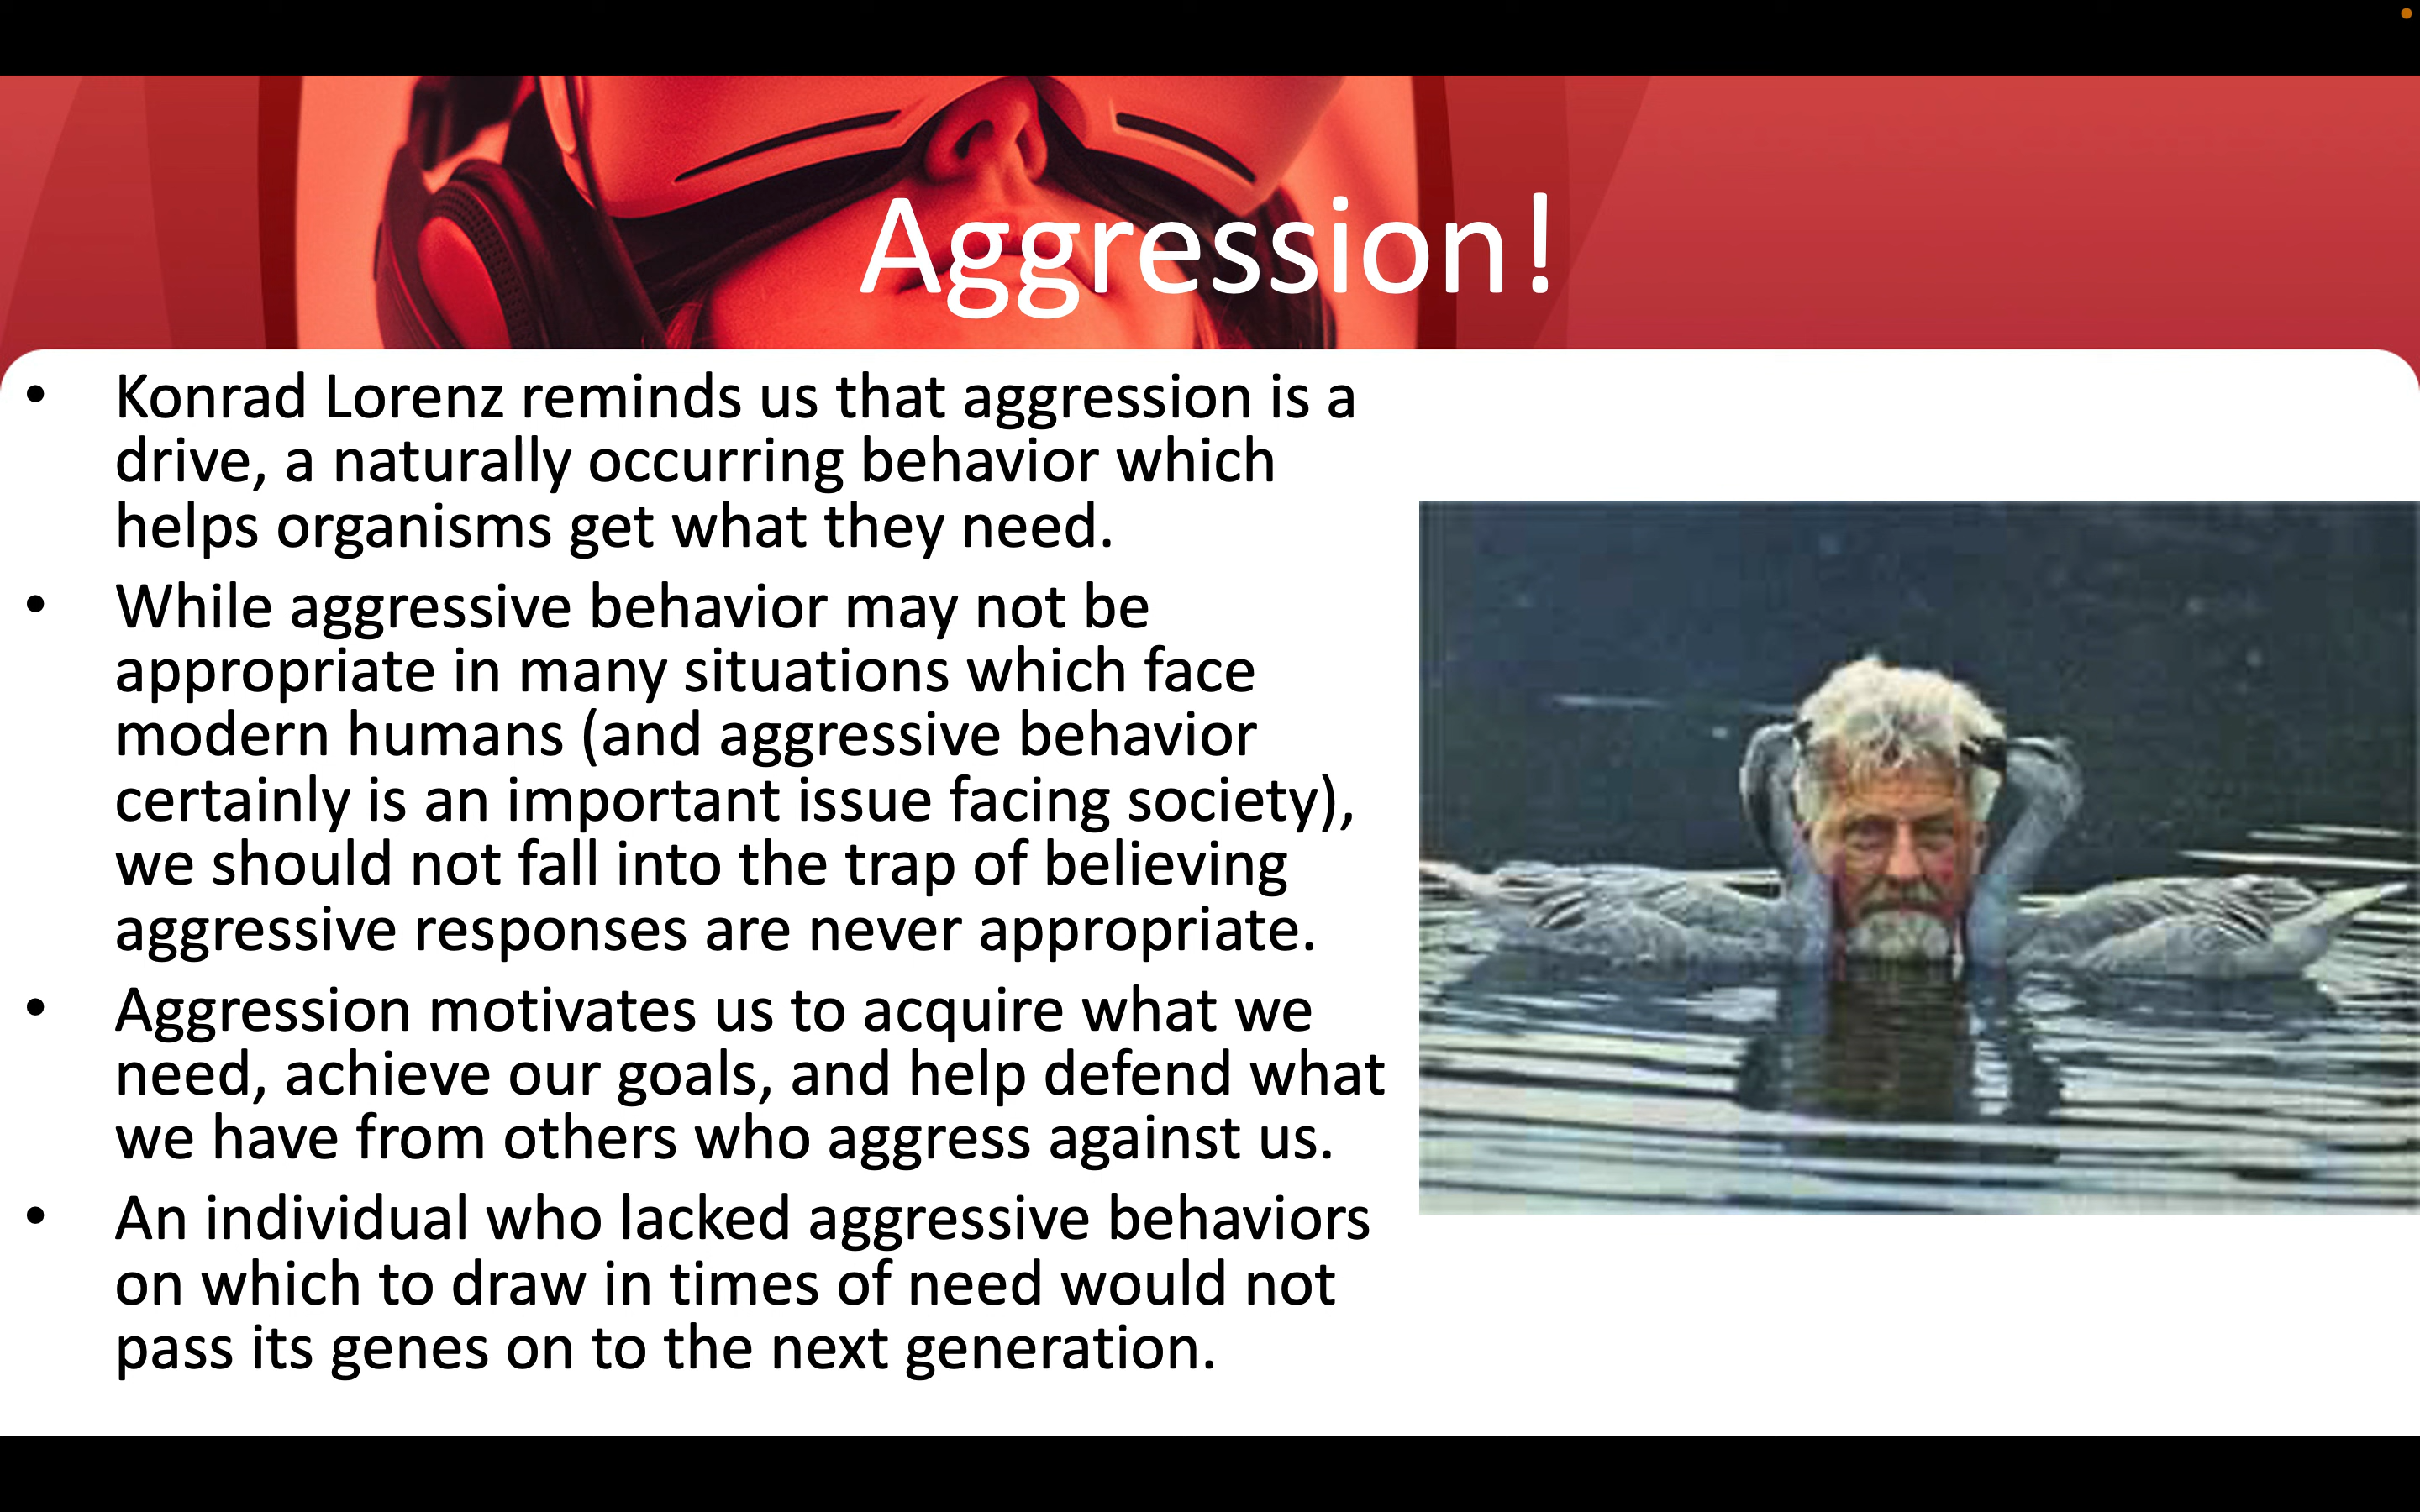 Aggression!
• Konrad Lorenz reminds us that aggression is a
drive, a naturally occurring behavior which
helps organisms get what they need.
• While aggressive behavior may not be
appropriate in many situations which face
modern humans (and aggressive behavior
certainly is an important issue facing society),
we should not fall into the trap of believing
aggressive responses are never appropriate.
• Aggression motivates us to acquire what we
need, achieve our goals, and help defend what
we have from others who aggress against us.
• An individual who lacked aggressive behaviors
on which to draw in times of need would not
pass its genes on to the next generation.